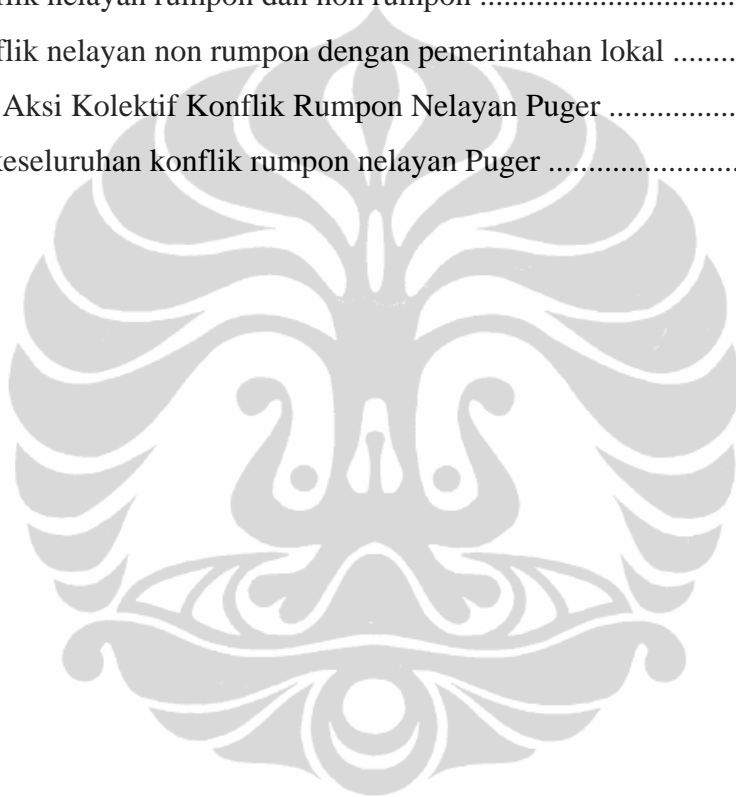 flik nelayan rumpon dan non rumpon ................................
flik nelayan non rumpon dengan pemerintahan lokal ........
Aksi Kolektif Konflik Rumpon Nelayan Puger ................
keseluruhan konflik rumpon nelayan Puger .......................